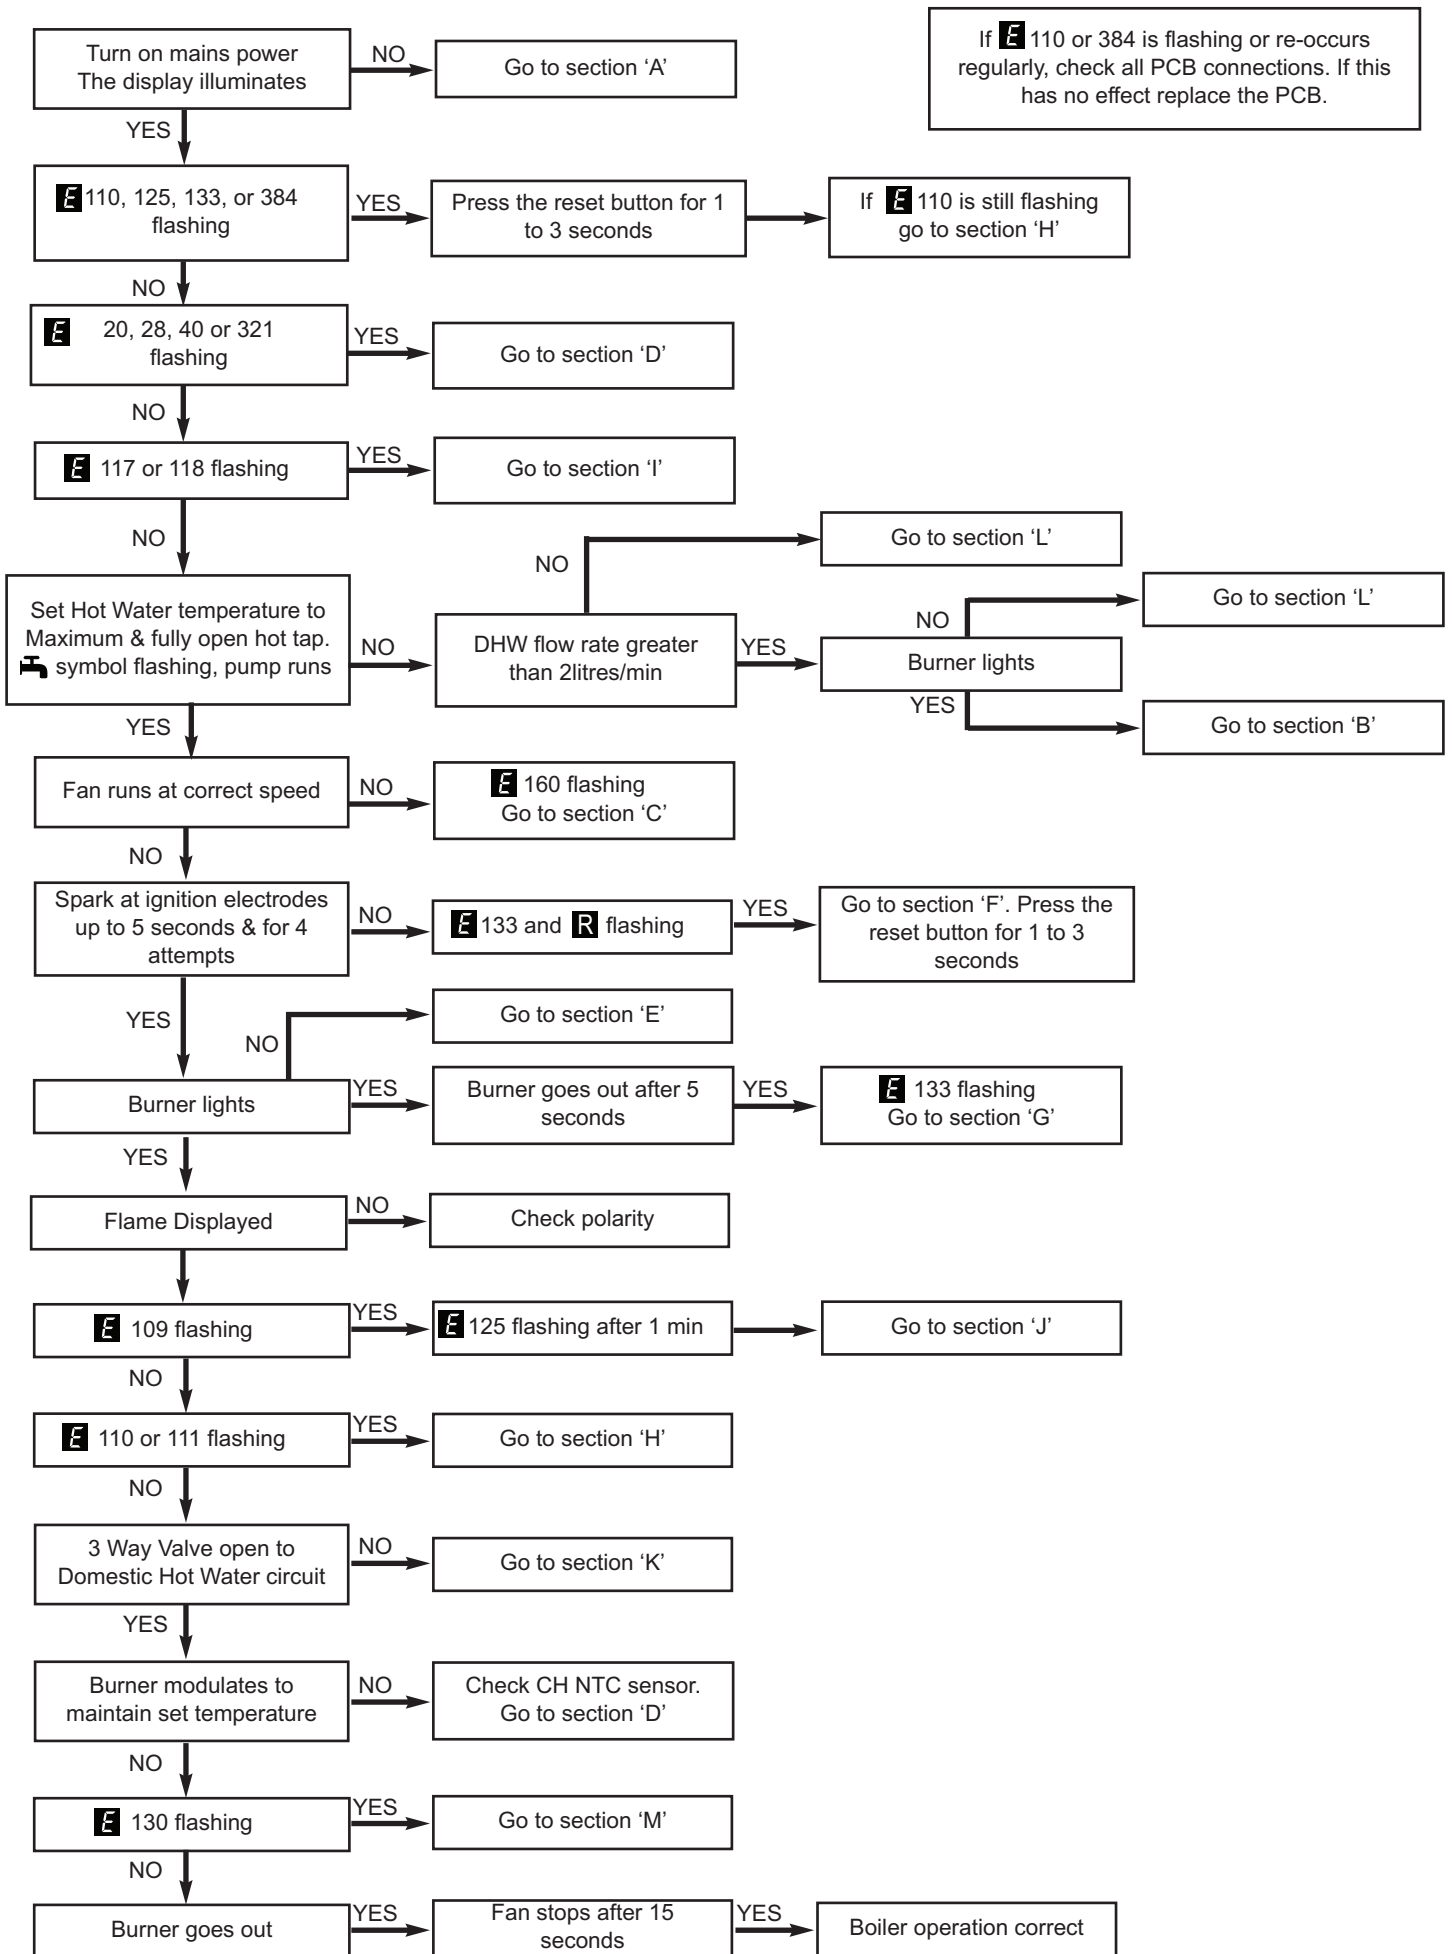 Turn on mains power
The display illuminates
NO
Go to section ‘A’
If E 110 or 384 is flashing or re-occurs
regularly, check all PCB connections. If this
has no effect replace the PCB.
YES
E 110, 125, 133, or 384
flashing
YES
Press the reset button for 1
to 3 seconds
If E 110 is still flashing
go to section ‘H’
NO
E 20, 28, 40 or 321
flashing
YES
Go to section ‘D’
NO
E 117 or 118 flashing
YES
Go to section ‘I’
NO
Set Hot Water temperature to
Maximum & fully open hot tap.
symbol flashing, pump runs
NO
DHW flow rate greater
than 2litres/min
NO
Go to section ‘L’
YES
Burner lights
NO
Go to section ‘L’
YES
Go to section ‘B’
YES
Fan runs at correct speed
NO
E 160 flashing
Go to section ‘C’
NO
Spark at ignition electrodes
up to 5 seconds & for 4
attempts
NO
E 133 and R flashing
YES
Go to section ‘F’. Press the
reset button for 1 to 3
seconds
YES
NO
Go to section ‘E’
Burner lights
YES
Burner goes out after 5
seconds
YES
E 133 flashing
Go to section ‘G’
YES
Flame Displayed
NO
Check polarity
E 109 flashing
YES
E 125 flashing after 1 min
Go to section ‘J’
NO
E 110 or 111 flashing
YES
Go to section ‘H’
NO
3 Way Valve open to
Domestic Hot Water circuit
NO
Go to section ‘K’
YES
Burner modulates to
maintain set temperature
NO
Check CH NTC sensor.
Go to section ‘D’
NO
E 130 flashing
YES
Go to section ‘M’
NO
Burner goes out
YES
Fan stops after 15
seconds
YES
Boiler operation correct